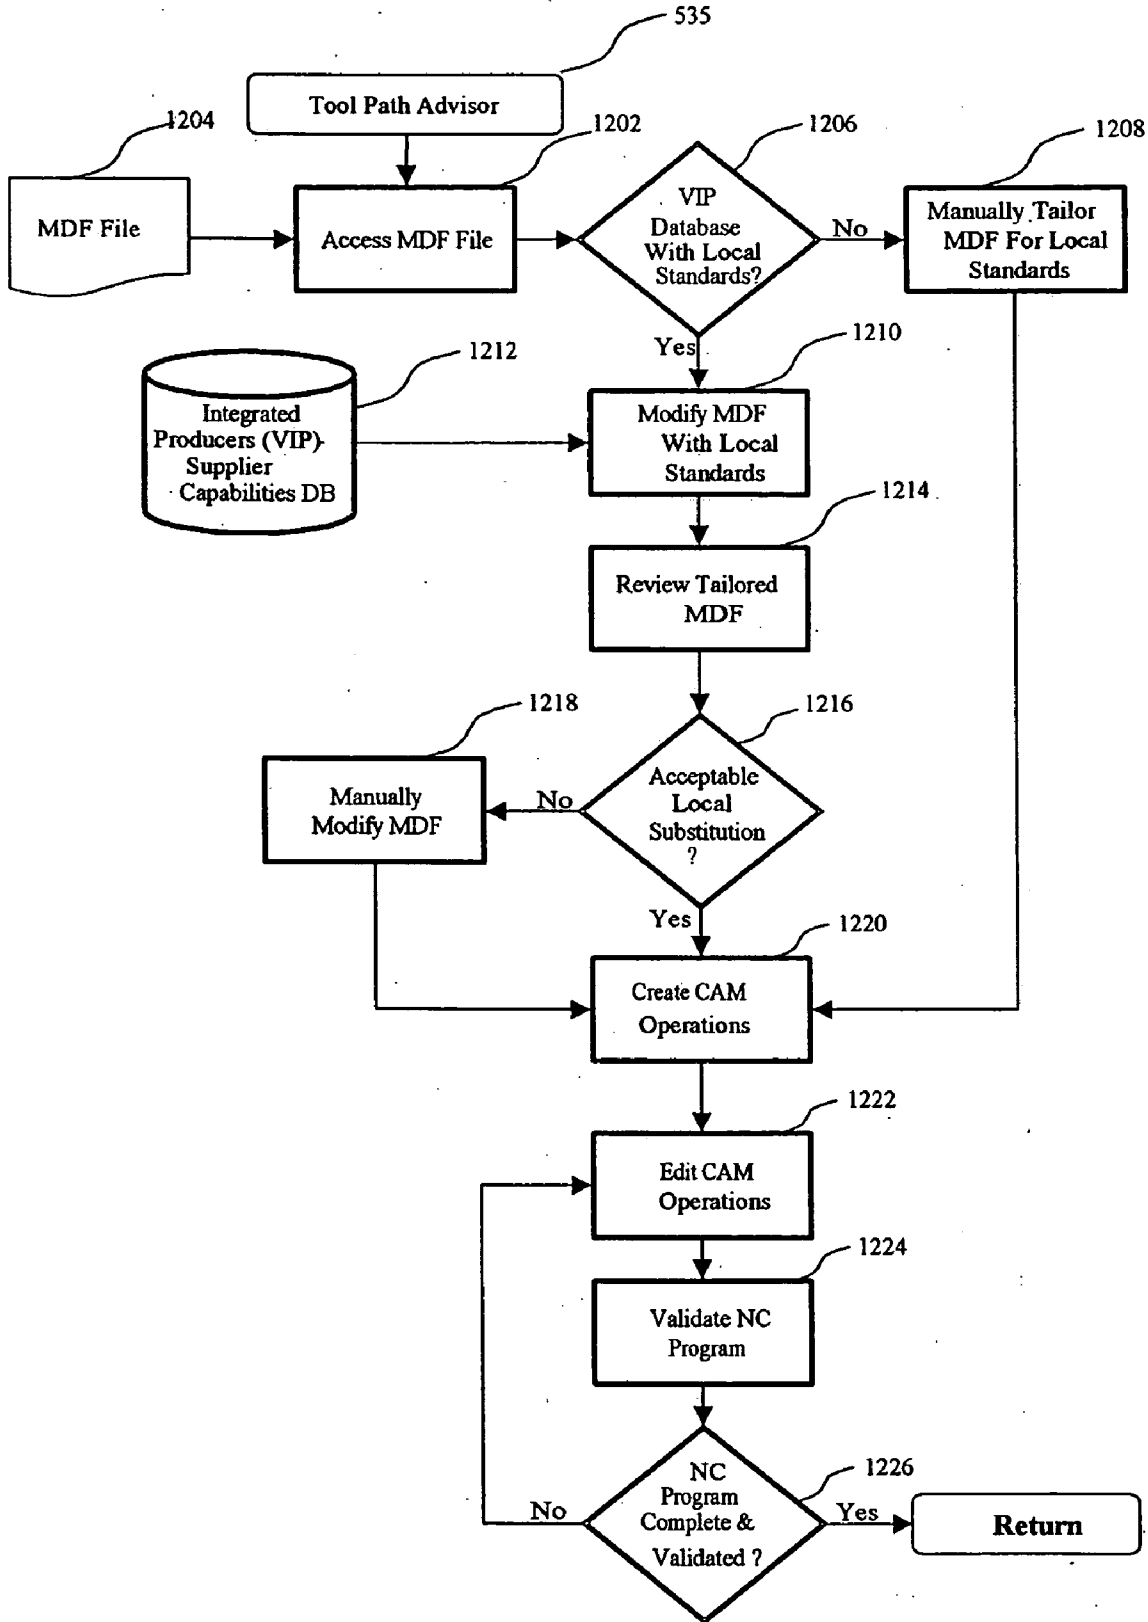 535
Tool Path Advisor
1204
1202
1206
1208
MDF File
Access MDF File
VIP
Database
With Local
Standards?
No
Manually Tailor
MDF For Local
Standards
Yes
1210
1212
Integrated
Producers (VIP)-
Supplier
Capabilities DB
Modify MDF
With Local
Standards
1214
Review Tailored
MDF
1216
1218
Manually
Modify MDF
No
Acceptable
Local
Substitution
?
Yes
1220
Create CAM
Operations
1222
Edit CAM
Operations
1224
Validate NC
Program
1226
NC
Program
Complete &
Validated ?
No
Yes
Return